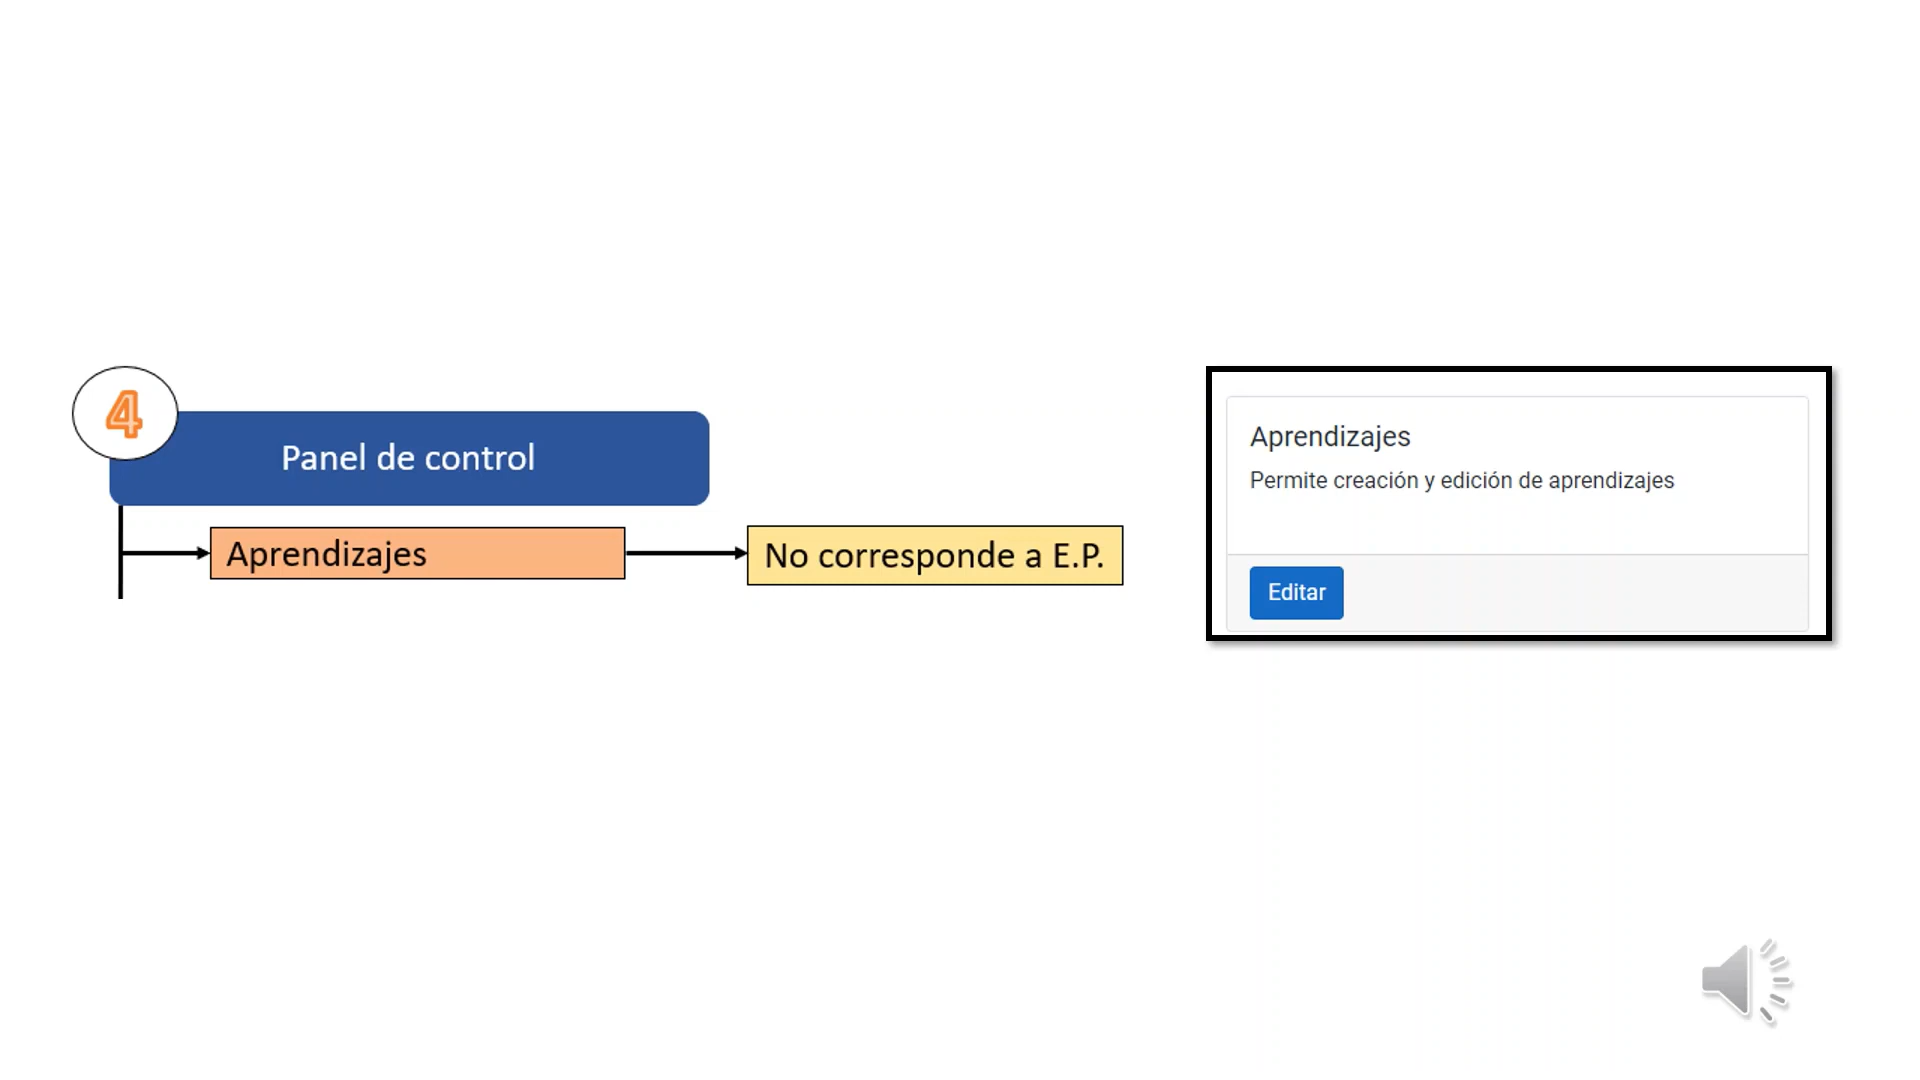 4
Panel de control
Aprendizajes
No corresponde a E.P.
Aprendizajes
Permite creación y edición de aprendizajes
Editar